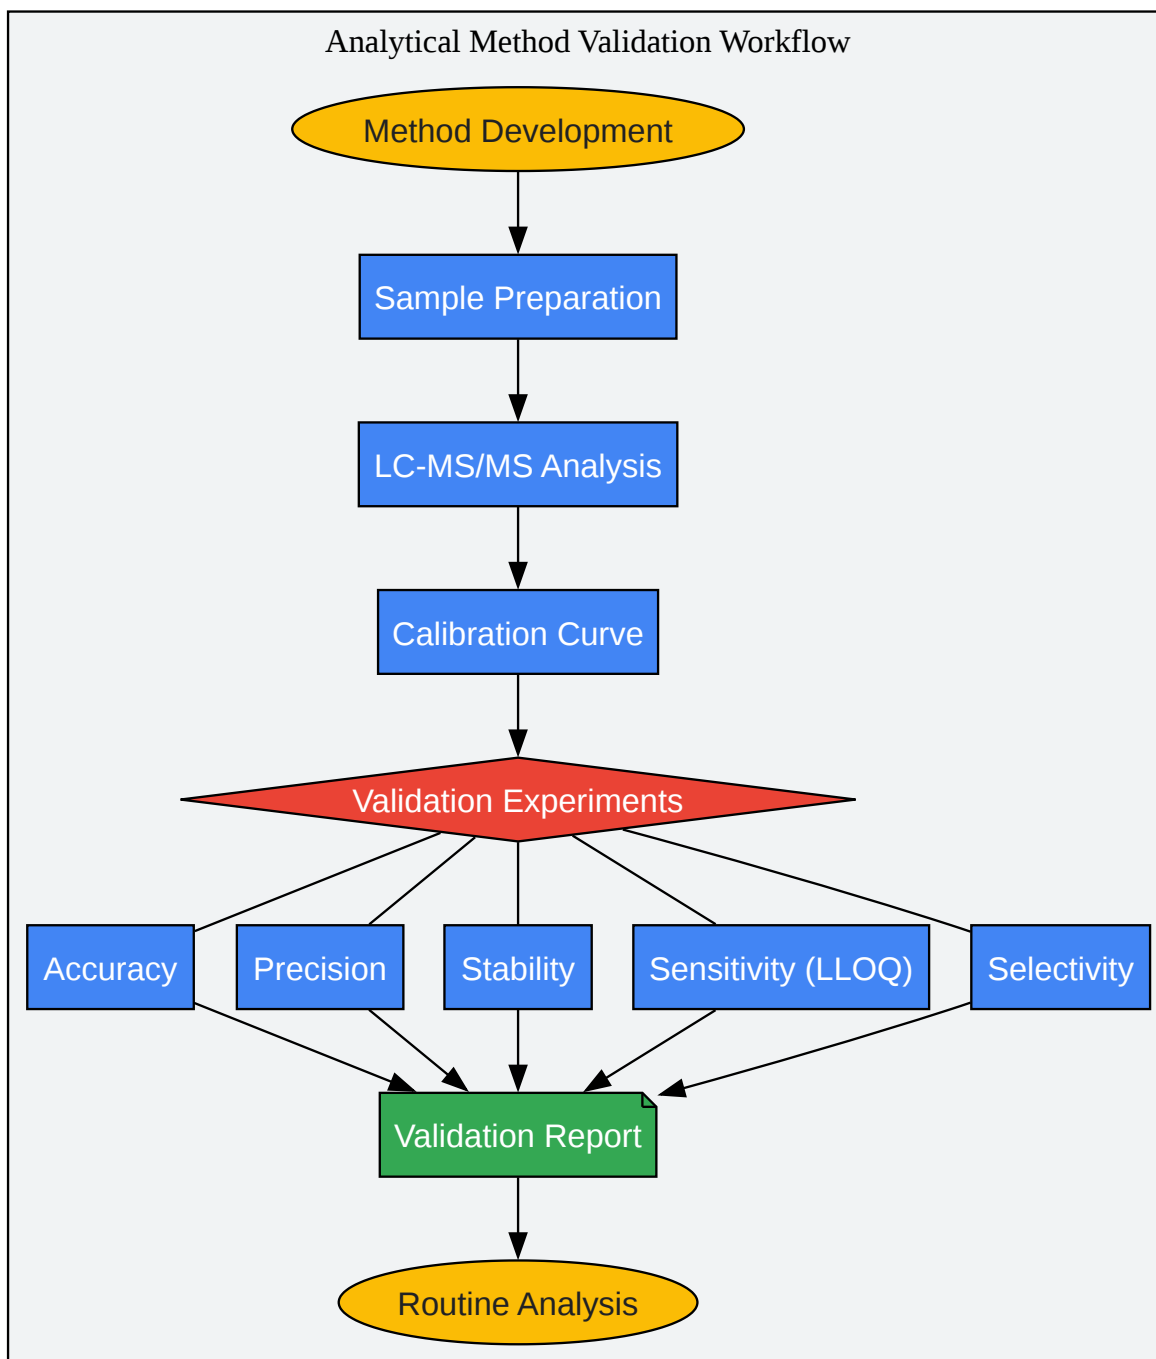 Analytical Method Validation Workflow
Method Development
Sample Preparation
LC-MS/MS Analysis
Calibration Curve
Validation Experiments
Accuracy
Precision
Stability
Sensitivity (LLOQ)
Selectivity
Validation Report
Routine Analysis